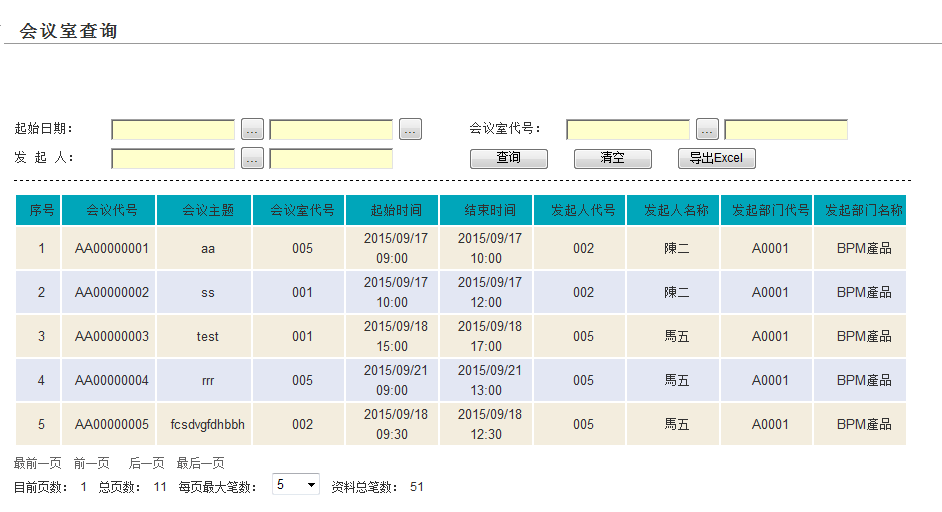 会议室查询
起始日期： ... ... 会议室代号： ...
发 起 人： ... 查询 清空 导出Excel
序号 会议代号 会议主题 会议室代号 起始时间 结束时间 发起人代号 发起人名称 发起部门代号 发起部门名称
1 AA00000001 aa 005 2015/09/17 09:00 2015/09/17 10:00 002 陳二 A0001 BPM產品
2 AA00000002 ss 001 2015/09/17 10:00 2015/09/17 12:00 002 陳二 A0001 BPM產品
3 AA00000003 test 001 2015/09/18 15:00 2015/09/18 17:00 005 馬五 A0001 BPM產品
4 AA00000004 rrr 005 2015/09/21 09:00 2015/09/21 13:00 005 馬五 A0001 BPM產品
5 AA00000005 fcsdvgfdhbbh 002 2015/09/18 09:30 2015/09/18 12:30 005 馬五 A0001 BPM產品
最前一页 前一页 后一页 最后一页
目前页数： 1 总页数： 11 每页最大笔数： 5 资料总笔数： 51